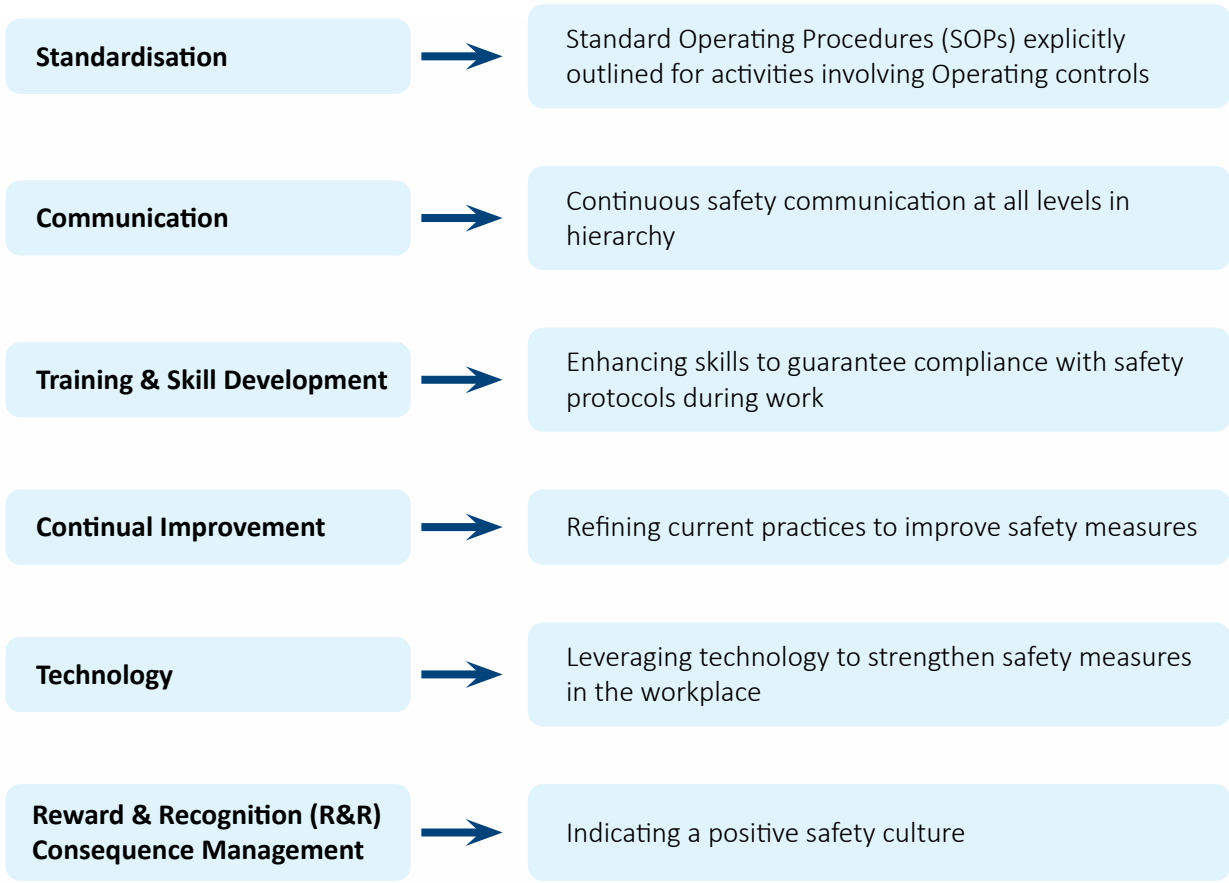 Standardisation
Standard Operating Procedures (SOPs) explicitly
outlined for activities involving Operating controls
Communication
Continuous safety communication at all levels in
hierarchy
Training & Skill Development
Enhancing skills to guarantee compliance with safety
protocols during work
Continual Improvement
Refining current practices to improve safety measures
Technology
Leveraging technology to strengthen safety measures
in the workplace
Reward & Recognition (R&R)
Consequence Management
Indicating a positive safety culture